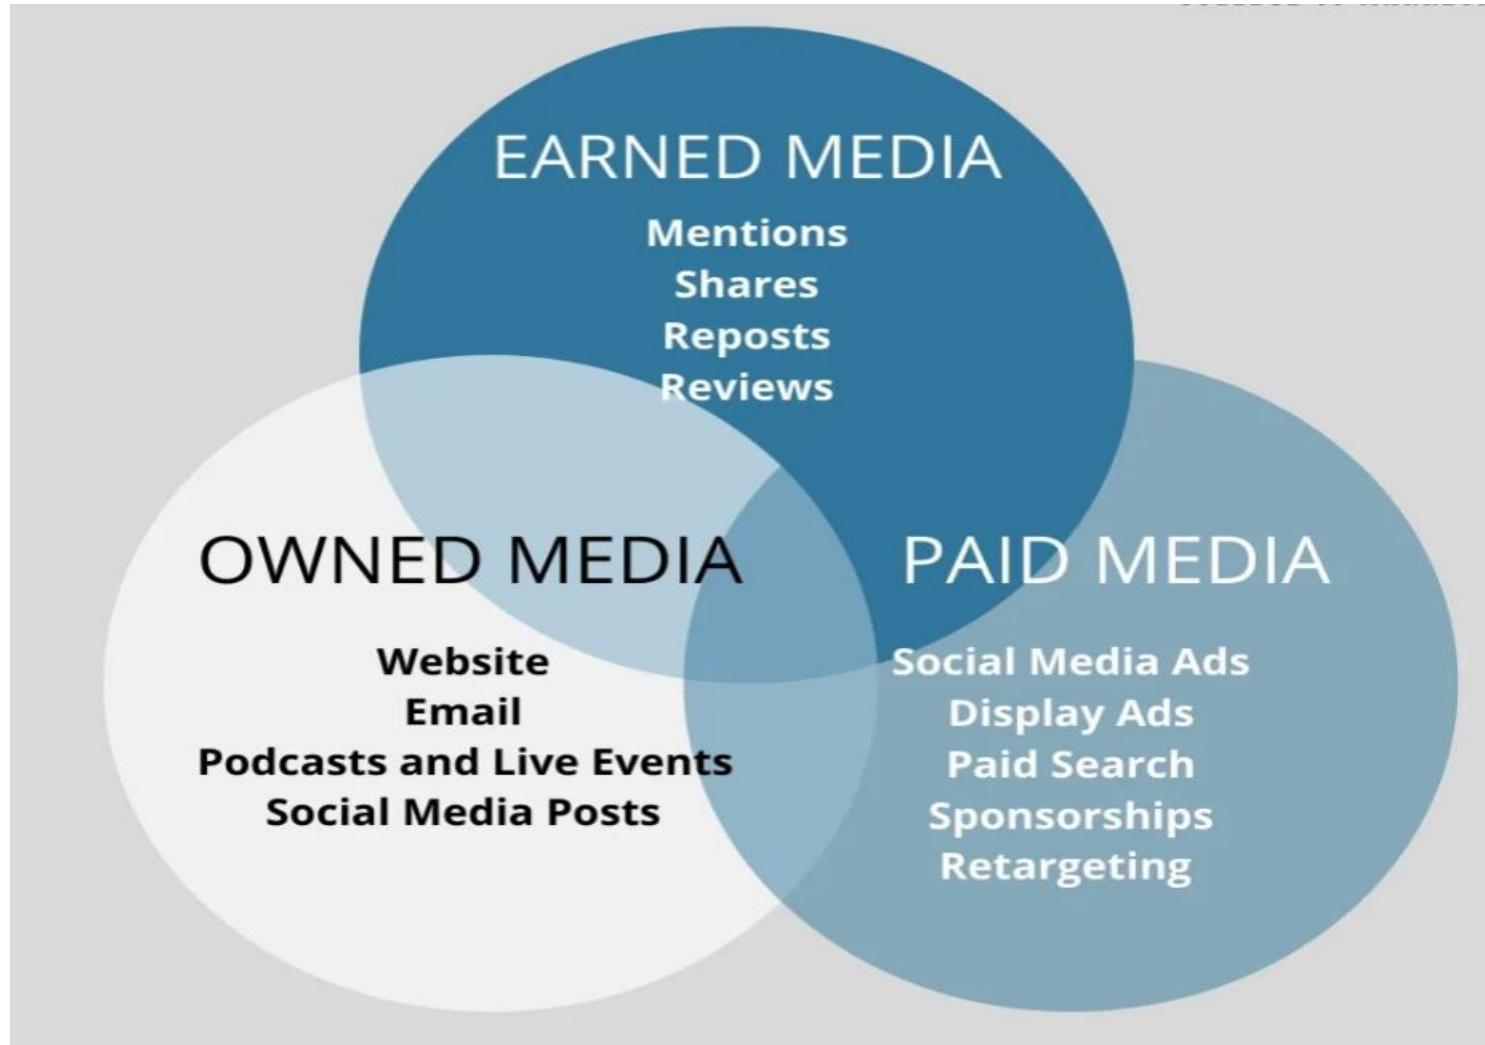 EARNED MEDIA
Mentions
Shares
Reposts
Reviews
OWNED MEDIA
Website
Email
Podcasts and Live Events
Social Media Posts
PAID MEDIA
Social Media Ads
Display Ads
Paid Search
Sponsorships
Retargeting